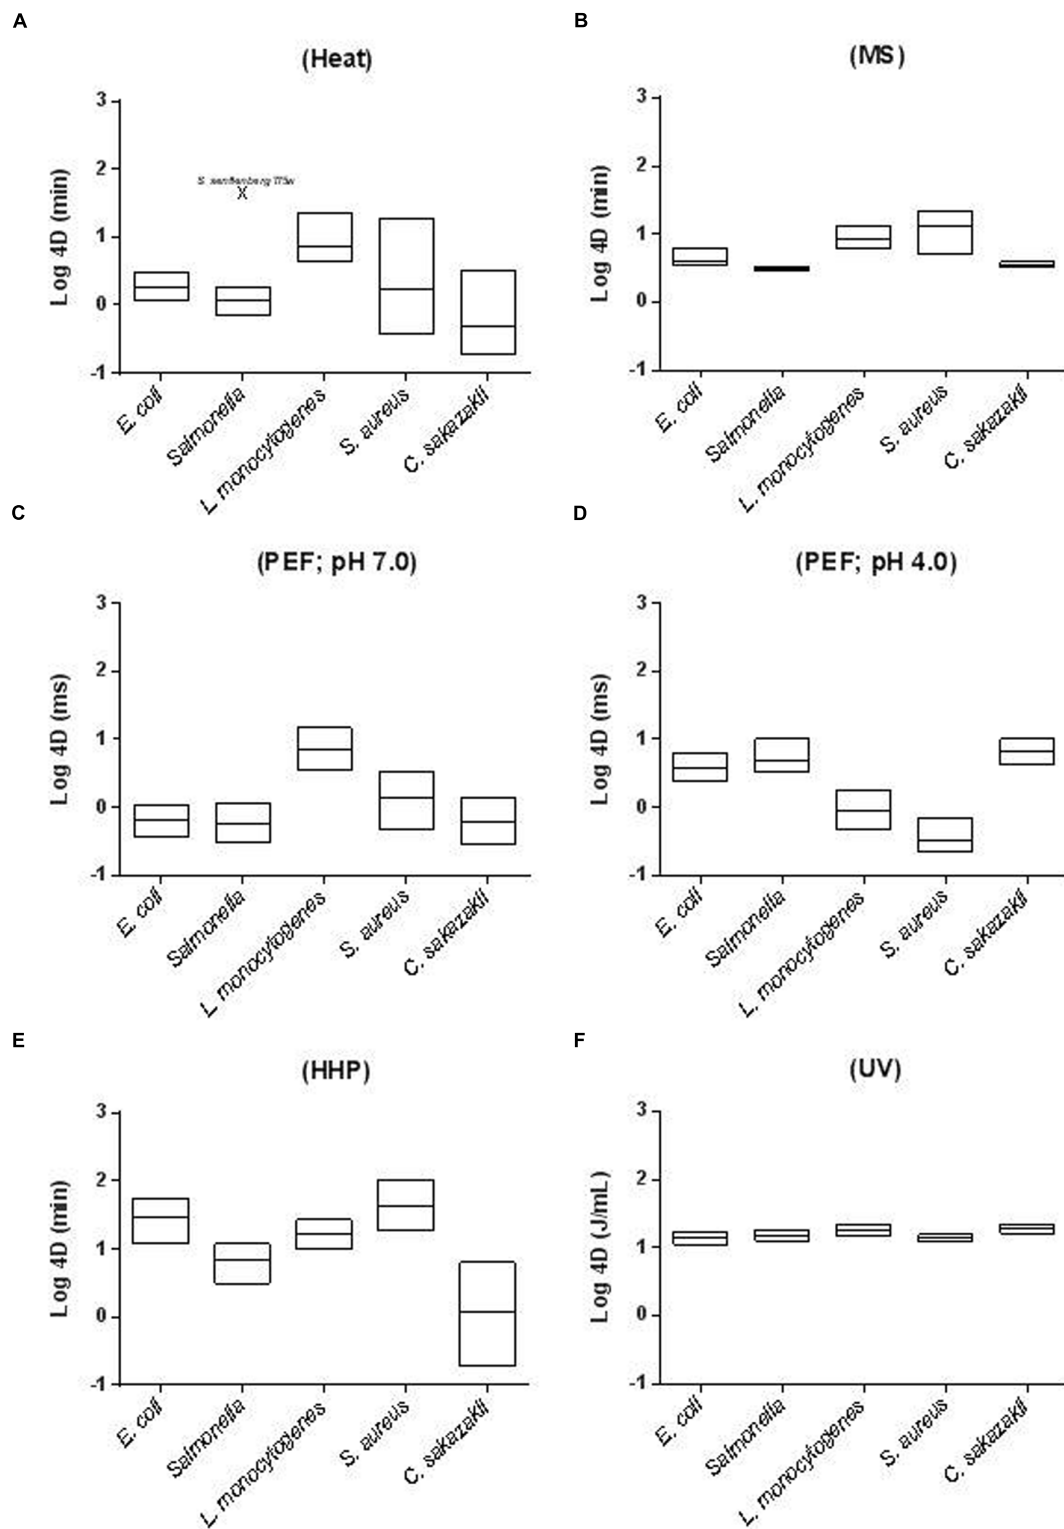 A
(Heat)
Log 4D (min)
3
2
1
0
-1
S. senftenberg 775w
X
E. coli
Salmonella
L. monocytogenes
S. aureus
C. sakazakii
B
(MS)
Log 4D (min)
3
2
1
0
-1
E. coli
Salmonella
L. monocytogenes
S. aureus
C. sakazakii
C
(PEF; pH 7.0)
Log 4D (ms)
3
2
1
0
-1
E. coli
Salmonella
L. monocytogenes
S. aureus
C. sakazakii
D
(PEF; pH 4.0)
Log 4D (ms)
3
2
1
0
-1
E. coli
Salmonella
L. monocytogenes
S. aureus
C. sakazakii
E
(HHP)
Log 4D (min)
3
2
1
0
-1
E. coli
Salmonella
L. monocytogenes
S. aureus
C. sakazakii
F
(UV)
Log 4D (J/mL)
3
2
1
0
-1
E. coli
Salmonella
L. monocytogenes
S. aureus
C. sakazakii